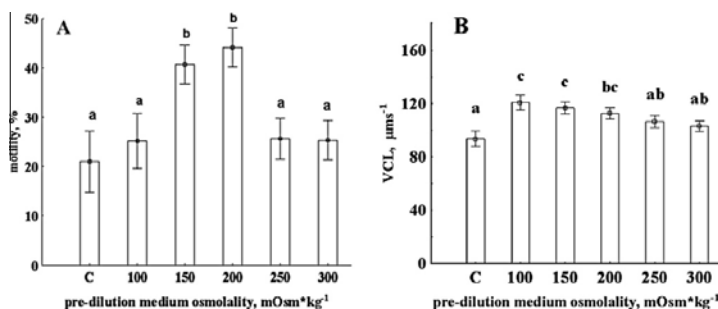 A
motility, %
50
40
30
20
10
0
a
a
b
b
a
a
C 100 150 200 250 300
pre-dilution medium osmolality, mOsm*kg-1
B
VCL, µms-1
160
120
80
40
0
a
c
c
bc
ab
ab
C 100 150 200 250 300
pre-dilution medium osmolality, mOsm*kg-1